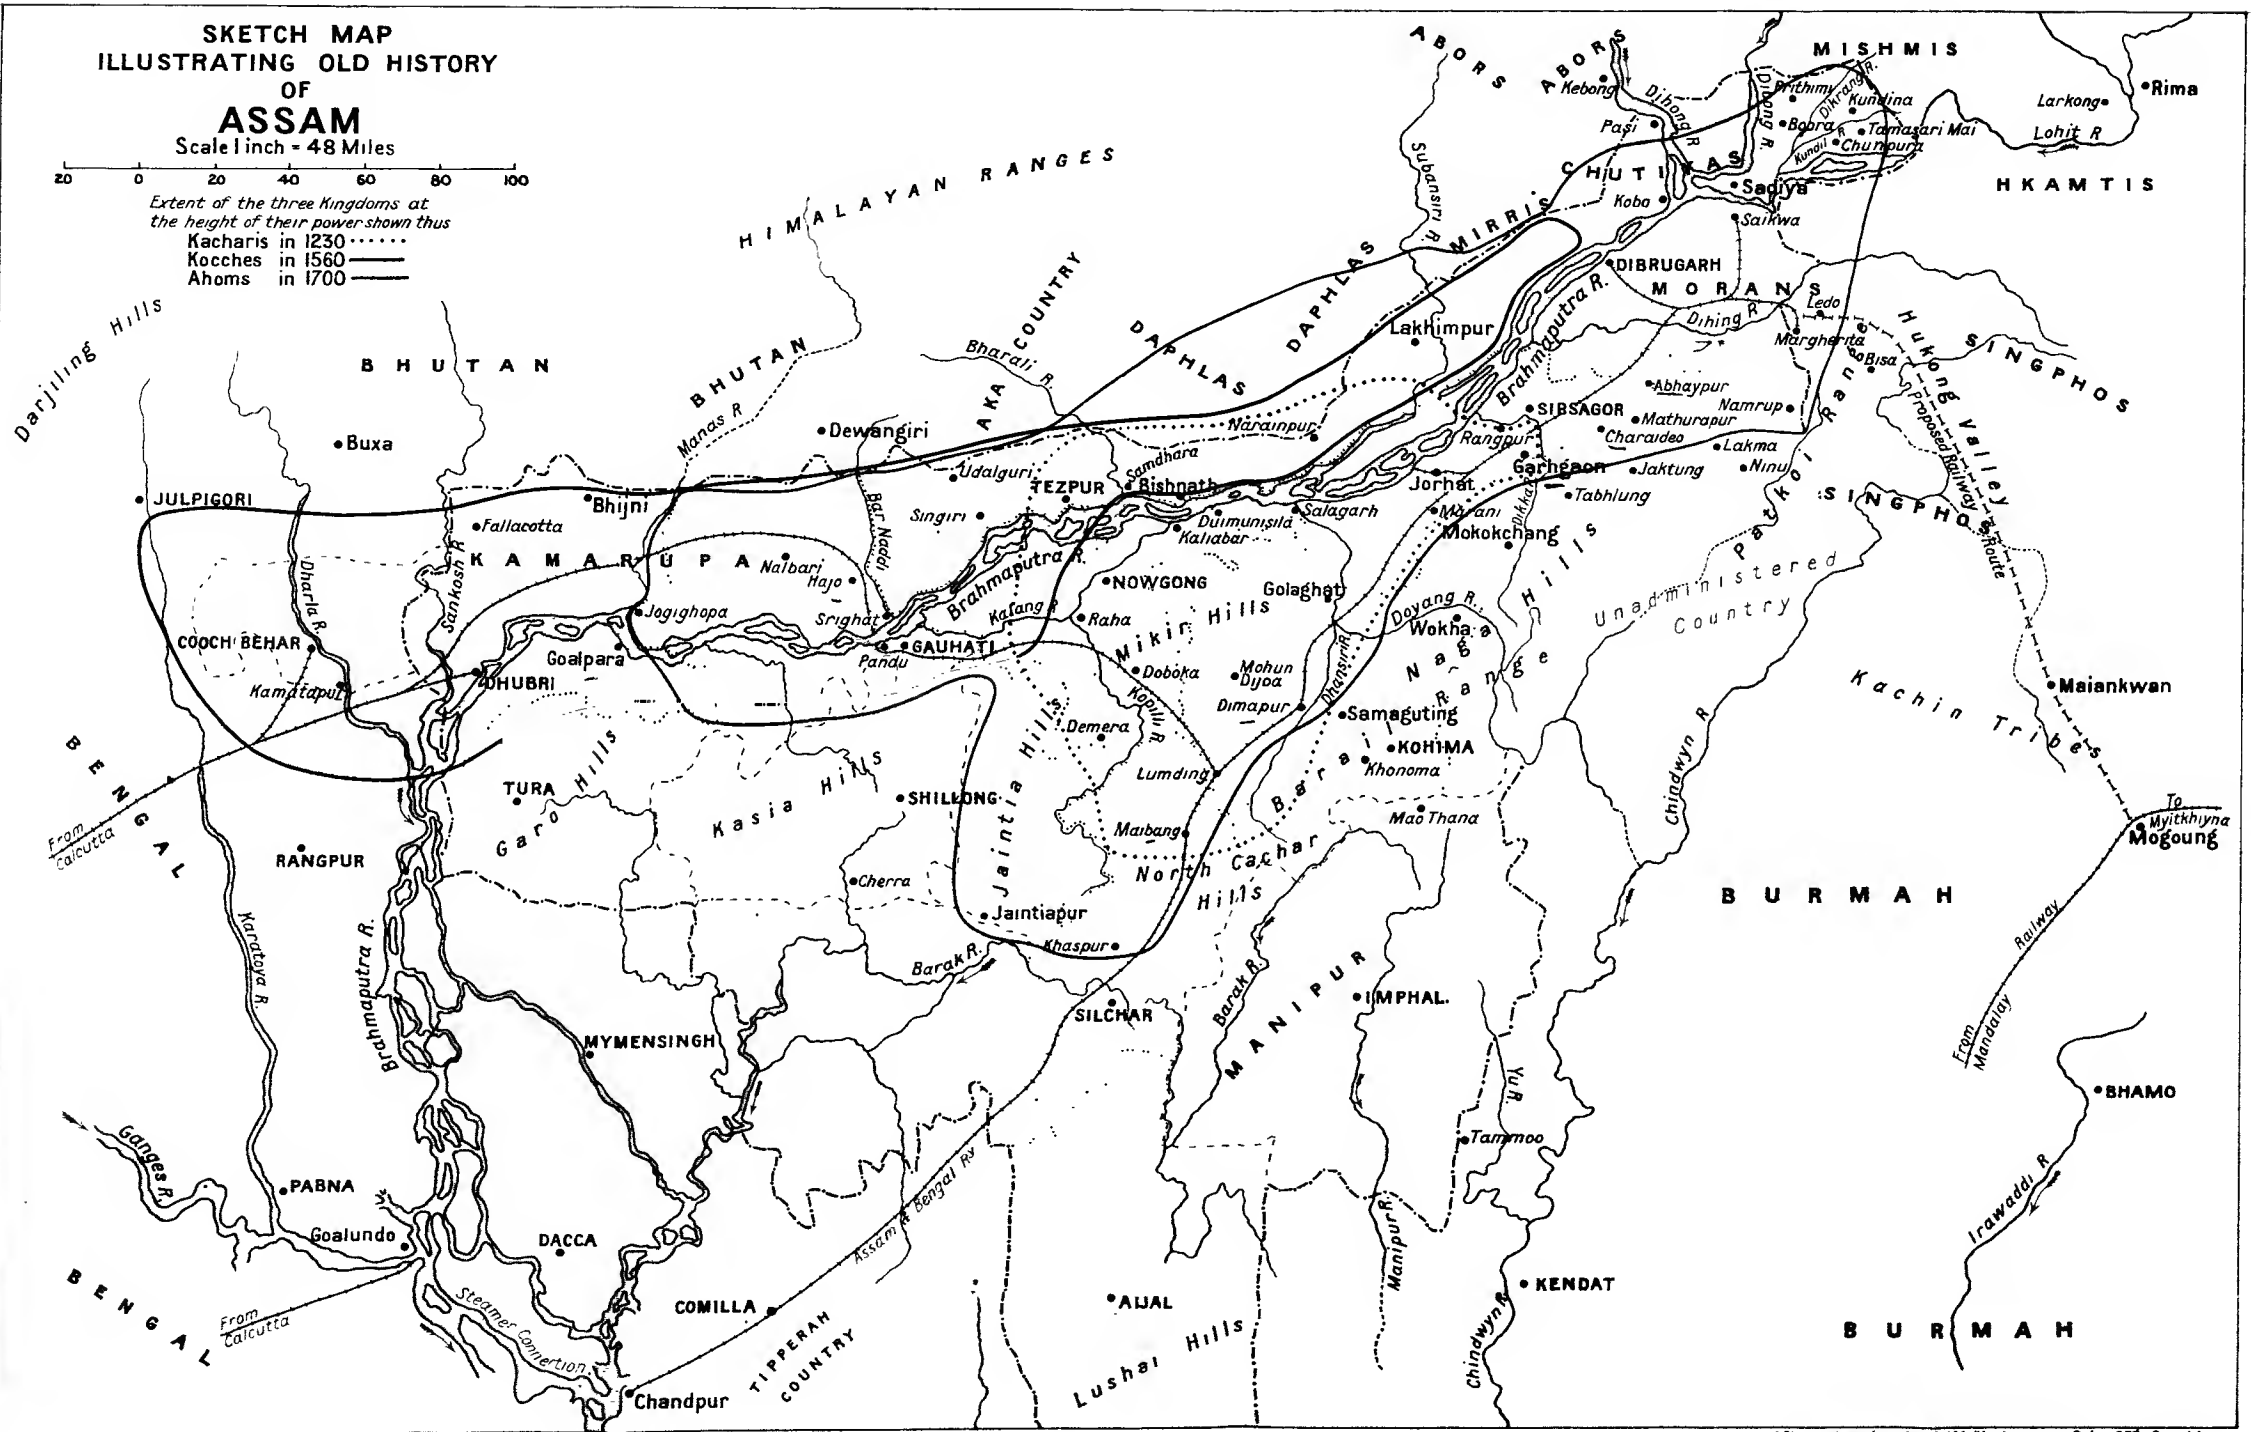 SKETCH MAP
ILLUSTRATING OLD HISTORY
OF
ASSAM
Scale 1 inch = 48 Miles
20 0 20 40 60 80 100
Extent of the three Kingdoms at
the height of their power shown thus
Kacharis in 1230
Kocches in 1560
Ahoms in 1700
Darjiling Hills
BHUTAN
HIMALAYAN RANGES
BHUTAN
AKA COUNTRY
DAPHLAS
DAPHLAS
MIRRIS
ABORS
ABORS
MISHMIS
CHUTIYAS
HKAMTIS
MORANS
SINGPHOS
SINGPHOS
Kebong
Pasi
Dihong R
Dibong R.
Prithimi
Dikrang R.
Kundina
Bobra
Tamasari Mai
Kundil R
Chunpura
Sadiya
Saikwa
Kobo
Larkong
Rima
Lohit R
Subansiri R.
DIBRUGARH
Brahmaputra R.
Lakhimpur
Dihing R
Ledo
Margherita
Bisa
Hukong Valley
Proposed Railway Route
Patkoi Range
Abhaypur
Namrup
SIBSAGOR
Mathurapur
Rangpur
Charaideo
Lakma
Garhgaon
Jaktung
Ninu
Tabhlung
Jorhat
Marani
Dikha
Mokokchang
Buxa
Dewangiri
Manas R
Bharali R.
Narainpur
Samdhara
Udalguri
TEZPUR
Bishnath
Singiri
Duimunisila
Salagarh
Kaliabar
Bar Naddi
JULPIGORI
Bhijni
Fallacotta
KAMARUPA
Nalbari
Hajo
Dharla R.
Sankosh R
Jogighopa
Srighat
Brahmaputra R.
NOWGONG
Golaghat
Kalang R
Raha
Mikir Hills
Doyang R.
Wokha
Naga Hills
Unadministered
Country
COOCH BEHAR
Kamatapur
DHUBRI
Goalpara
Pandu
GAUHATI
Doboka
Mohun
Dijoa
Dhansiri R
Dimapur
Samaguting
Kopilli R
Demera
KOHIMA
Khonoma
Barail Range
Lumding
Maibang
Mao Thana
North Cachar
Hills
Jaintia Hills
Kasia Hills
Garo Hills
TURA
SHILLONG
Cherra
Jaintiapur
Khaspur
Barak R.
SILCHAR
Barak R.
MANIPUR
IMPHAL.
Chindwyn R
Kachin Tribes
Maiankwan
To
Myitkhiyna
Mogoung
BURMAH
Railway
From
Mandalay
BENGAL
From
Calcutta
RANGPUR
Karatoya R.
Brahmaputra R.
MYMENSINGH
Yu R.
Tammoo
BHAMO
Irawaddi R
Ganges R.
PABNA
Goalundo
DACCA
Assam & Bengal Ry
Manipur R.
KENDAT
BENGAL
From
Calcutta
Steamer Connertion
COMILLA
TIPPERAH
COUNTRY
Chandpur
AIJAL
Lushai Hills
Chindwyn R
BURMAH